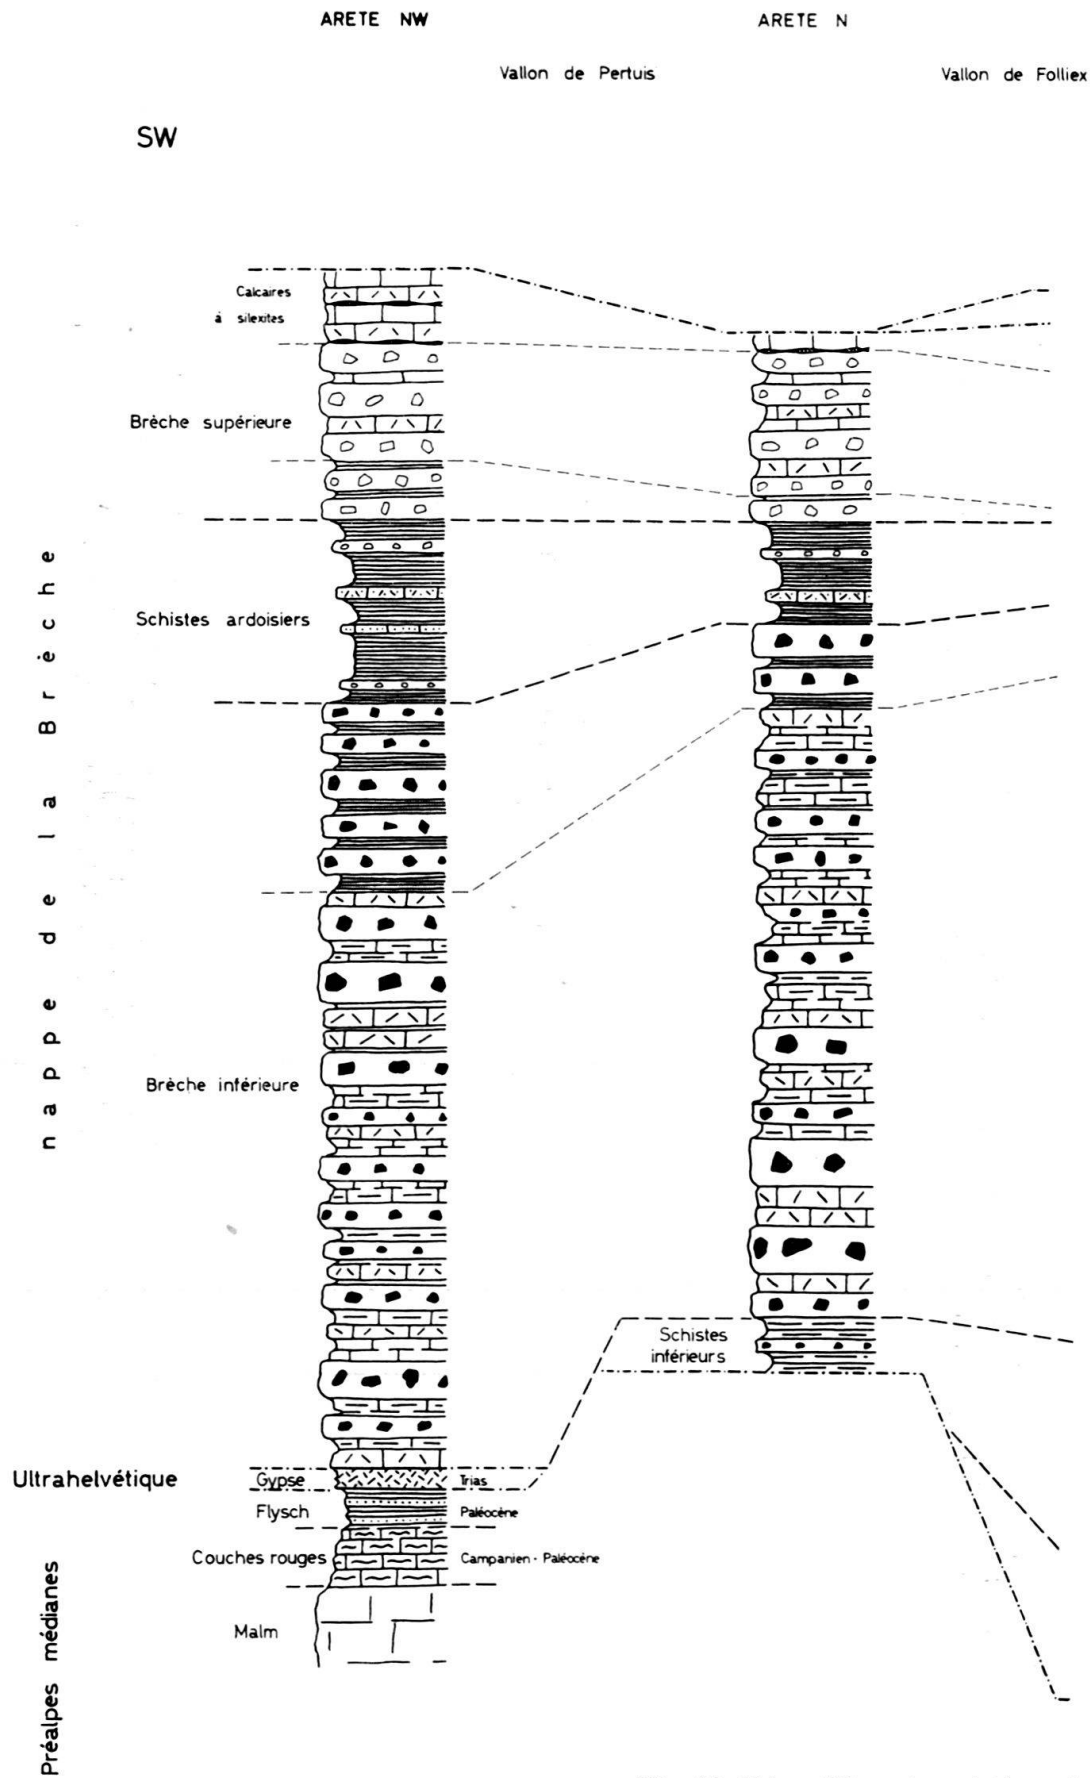 ARETE NW
ARETE N
Vallon de Pertuis
Vallon de Folliex
SW
Calcaires
à silexites
Brèche supérieure
Schistes ardoisiers
nappe de la Brèche
Brèche inférieure
Schistes
inférieurs
Ultrahelvétique
Gypse
Trias
Flysch
Paléocène
Couches rouges
Campanien - Paléocène
Malm
Préalpes médianes